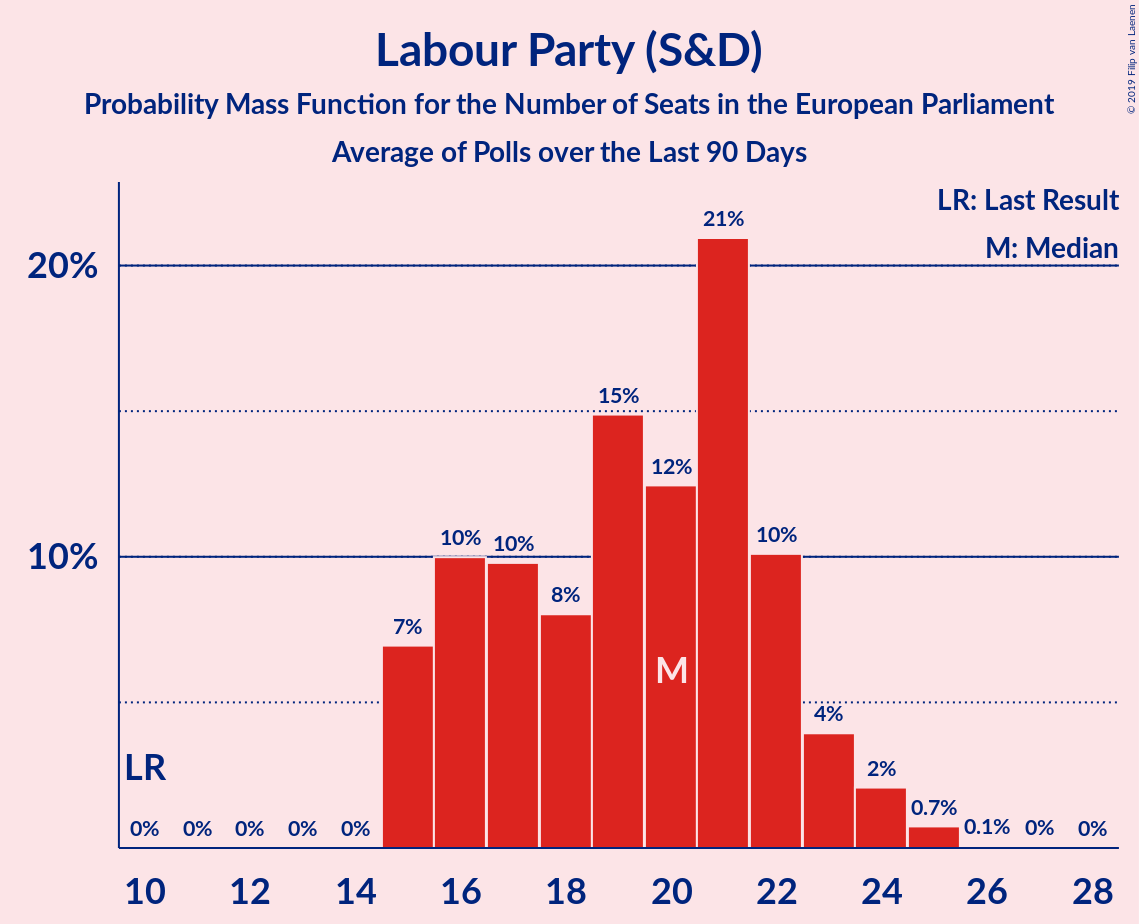 Labour Party (S&D)
Probability Mass Function for the Number of Seats in the European Parliament
Average of Polls over the Last 90 Days
© 2019 Filip van Laenen
LR: Last Result
M: Median
20%
10%
21%
15%
12%
10%
10%
10%
8%
7%
4%
2%
0.7%
0.1%
0%
0%
0%
0%
0%
0%
0%
LR
M
10 12 14 16 18 20 22 24 26 28